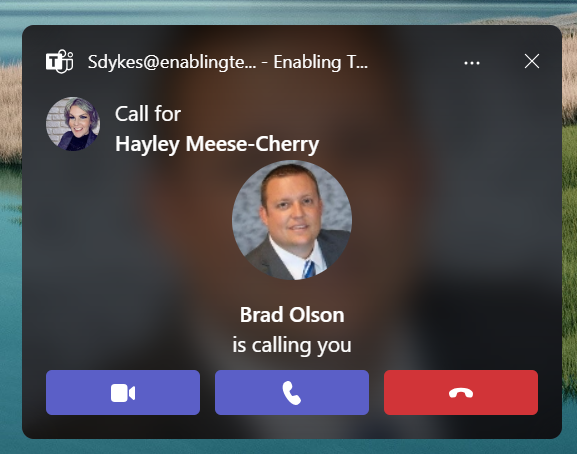 Sdykes@enablingte... - Enabling T...
Call for
Hayley Meese-Cherry
Brad Olson
is calling you